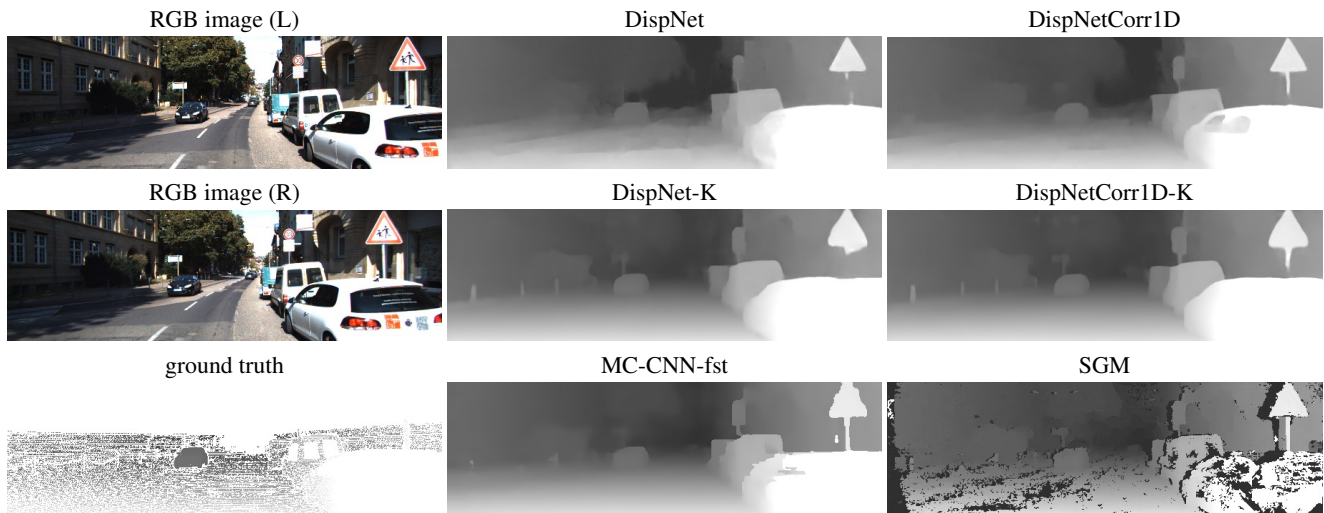 RGB image (L) DispNet DispNetCorr1D
RGB image (R) DispNet-K DispNetCorr1D-K
ground truth MC-CNN-fst SGM